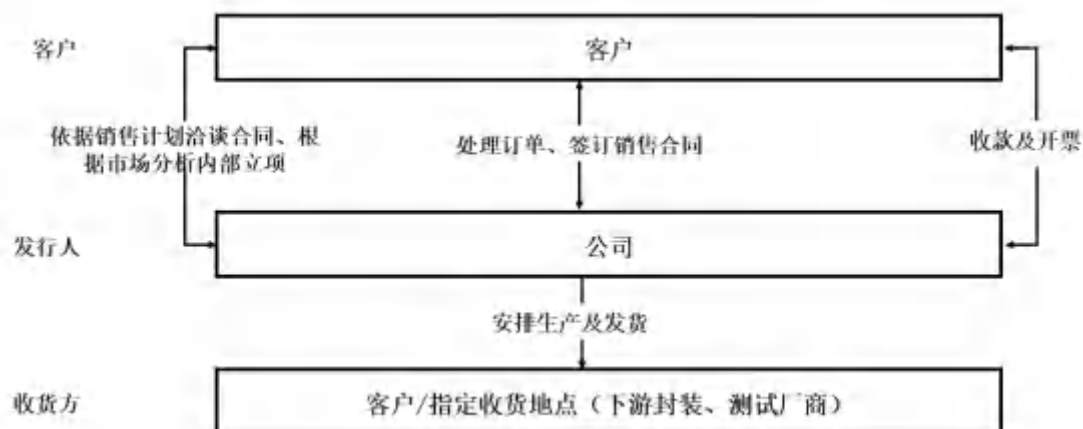 客户
客户
依据销售计划洽谈合同、根
据市场分析内部立项
处理订单、签订销售合同
收款及开票
发行人
公司
安排生产及发货
收货方
客户/指定收货地点（下游封装、测试厂商）